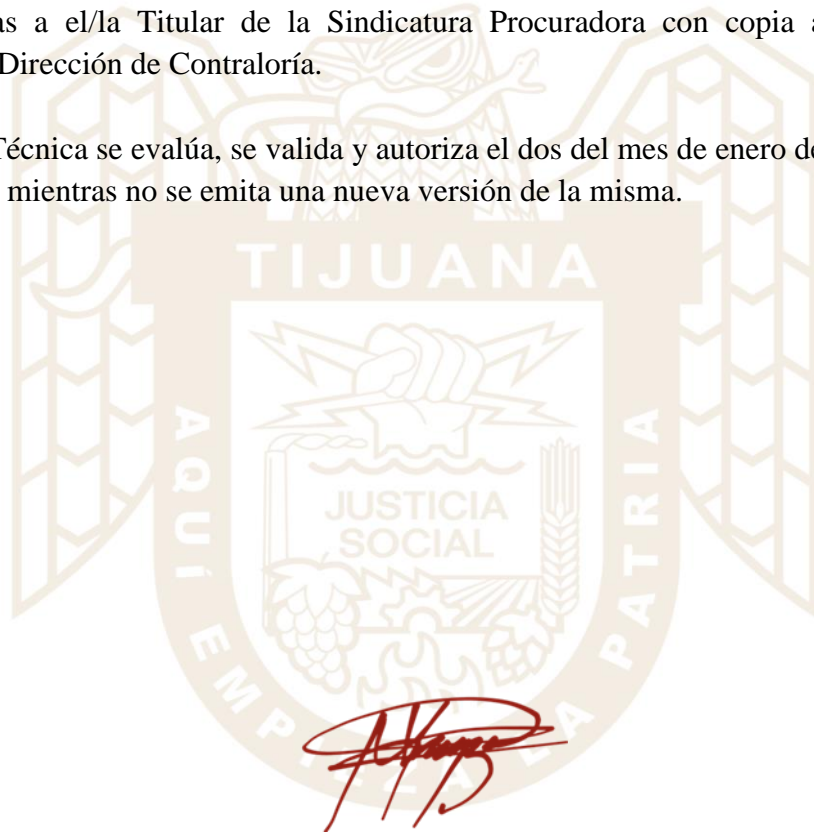 as a el/la Titular de la Sindicatura Procuradora con copia a
Dirección de Contraloría.
Técnica se evalúa, se valida y autoriza el dos del mes de enero de
mientras no se emita una nueva versión de la misma.
TIJUANA
AQUÍ EMPIEZA LA PATRIA
JUSTICIA
SOCIAL